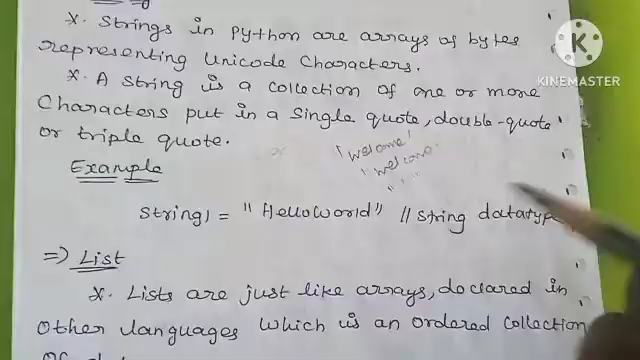 *. Strings in Python are arrays of bytes
representing Unicode Characters.
*. A String is a collection of one or more
Characters put in a Single quote, double-quote
or triple quote.
'welcome'
"welcome
Example
String1 = "HelloWorld" // String datatype
=> List
*. Lists are just like arrays, declared in
Other languages which is an ordered collection
KINEMASTER